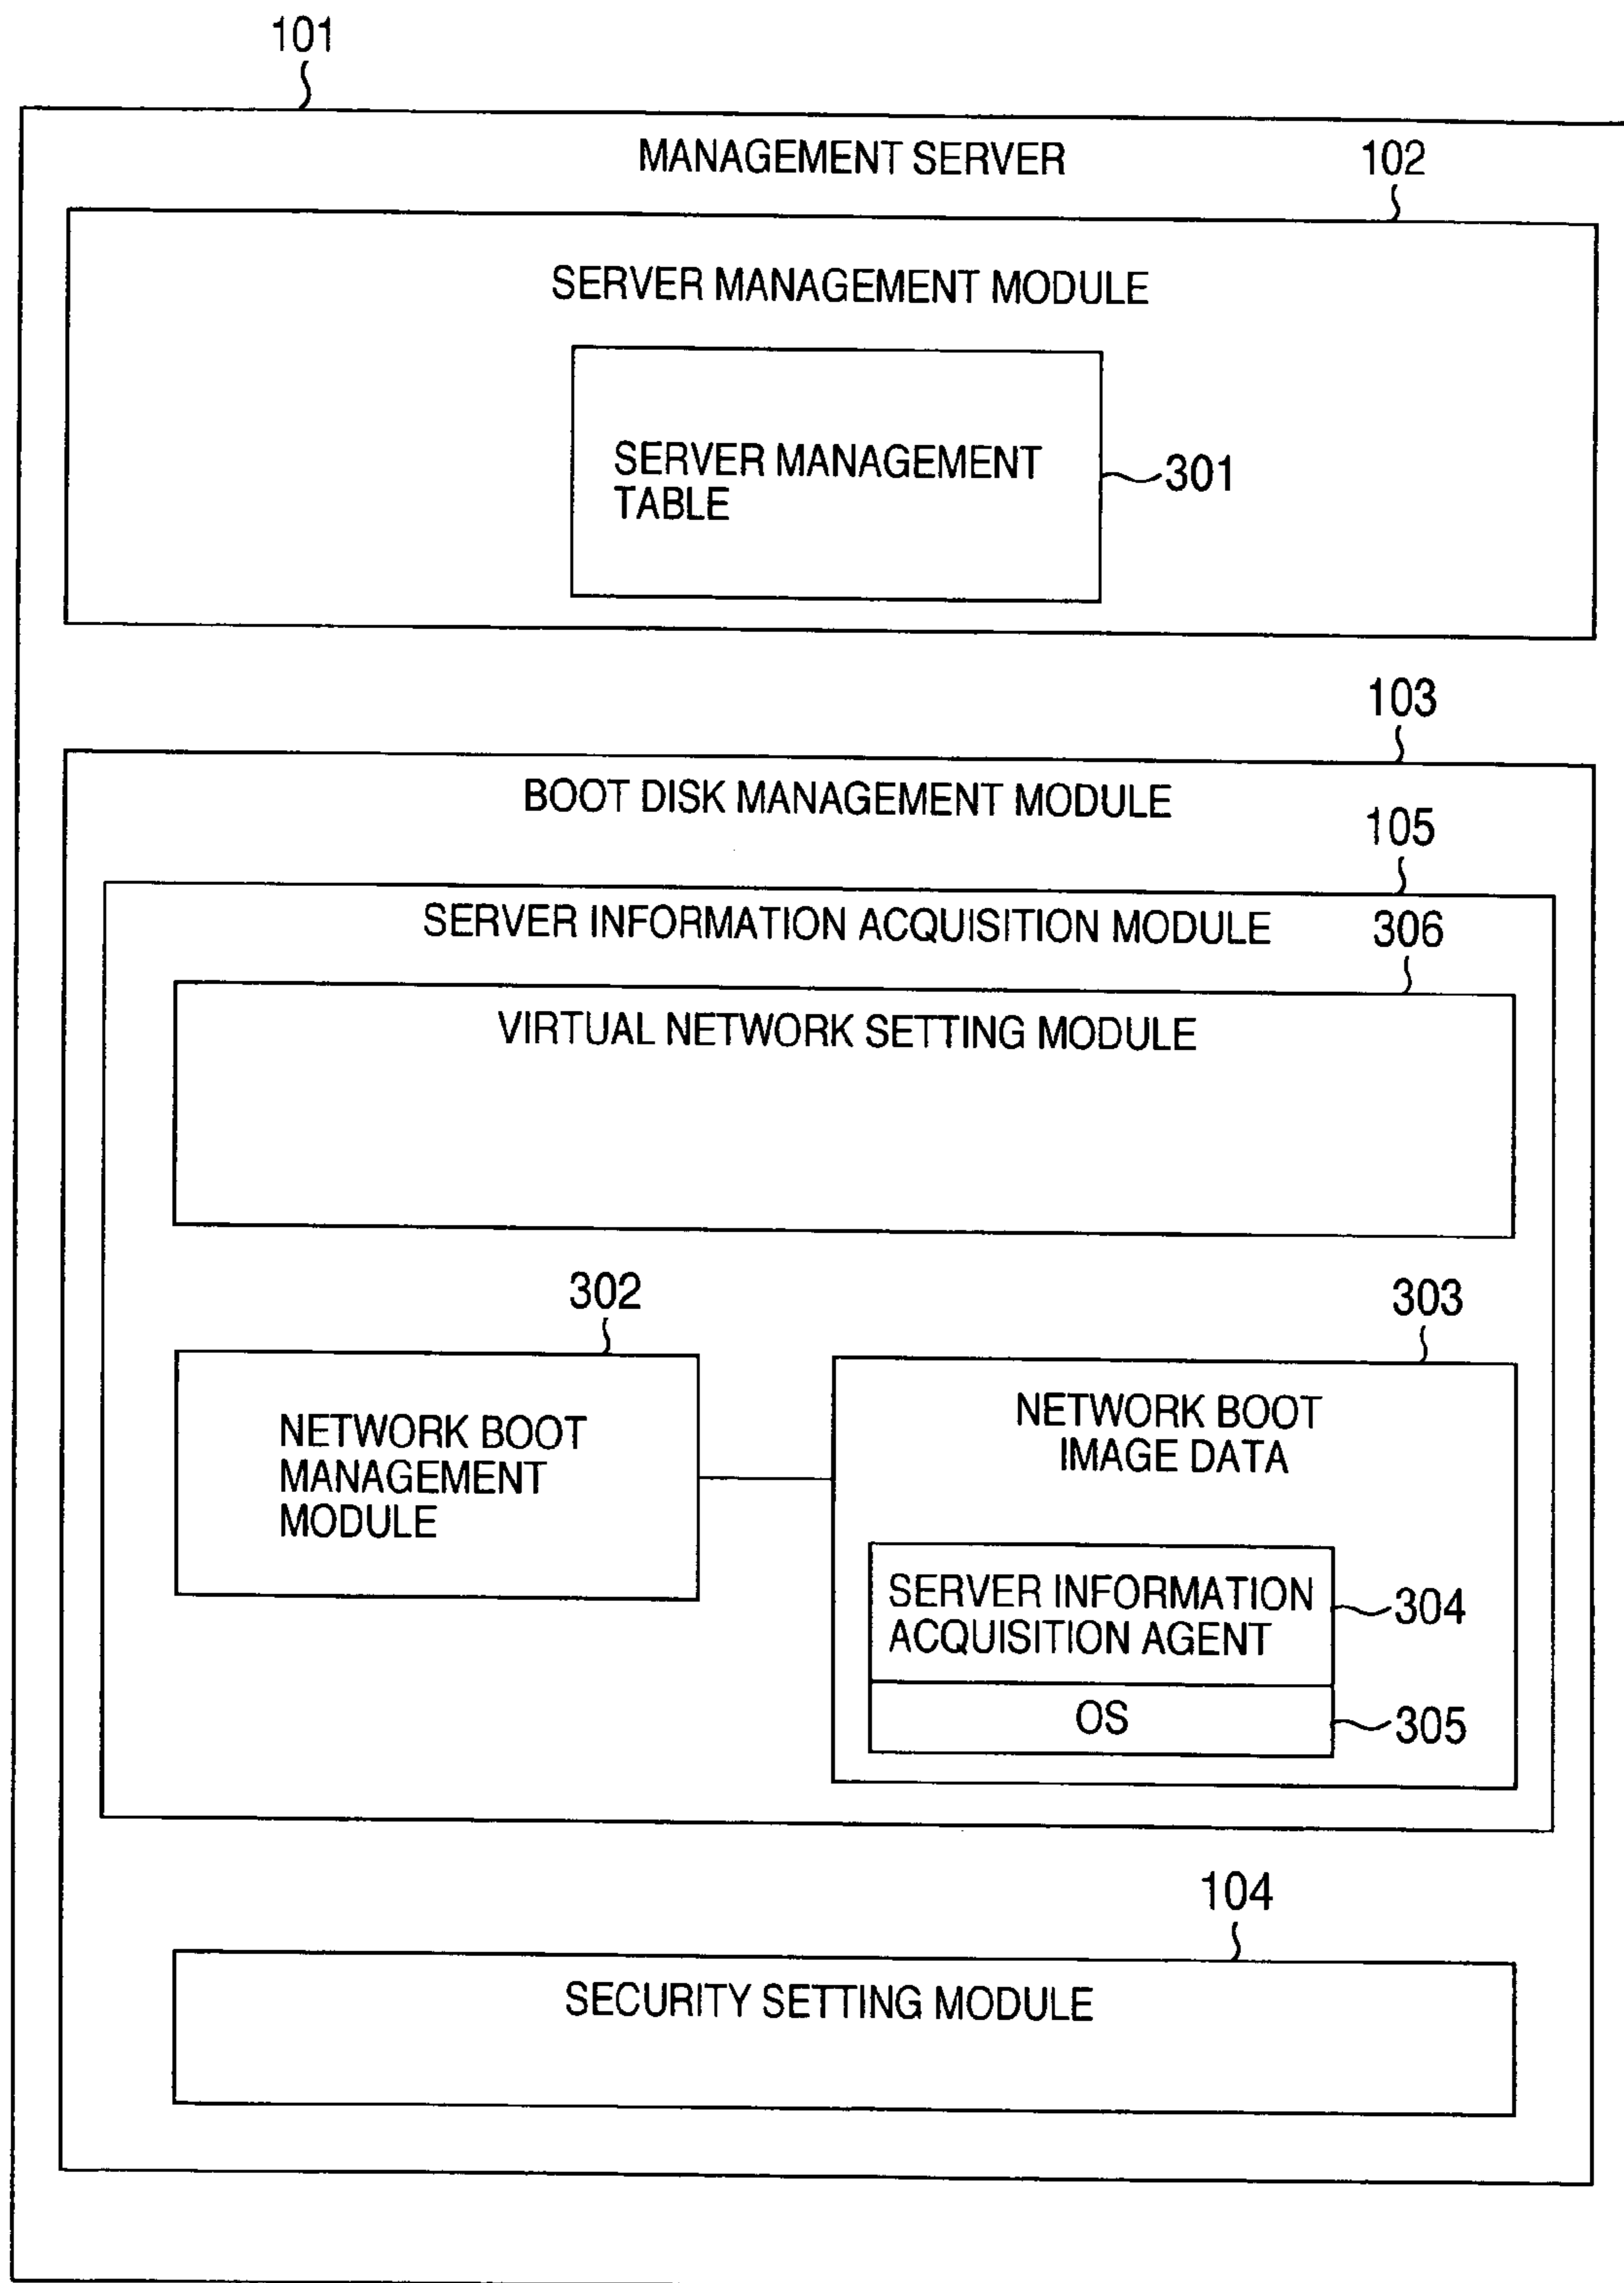 101
MANAGEMENT SERVER
102
SERVER MANAGEMENT MODULE
SERVER MANAGEMENT
TABLE
301
103
BOOT DISK MANAGEMENT MODULE
105
SERVER INFORMATION ACQUISITION MODULE
306
VIRTUAL NETWORK SETTING MODULE
302
303
NETWORK BOOT
MANAGEMENT
MODULE
NETWORK BOOT
IMAGE DATA
SERVER INFORMATION
ACQUISITION AGENT
304
OS
305
104
SECURITY SETTING MODULE